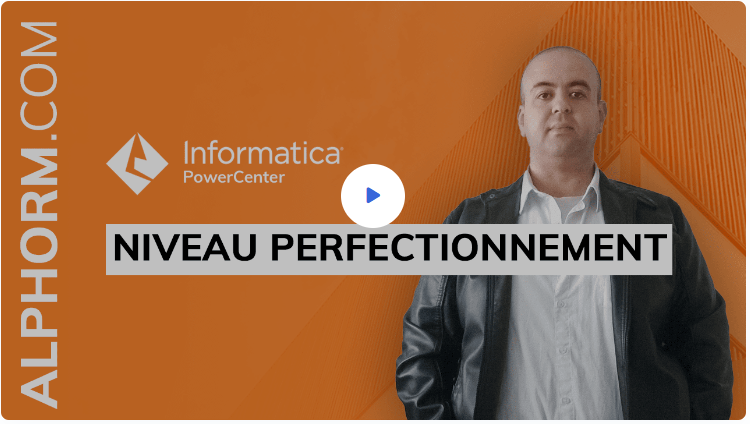 ALPHORM.COM
Informatica®
PowerCenter
NIVEAU PERFECTIONNEMENT